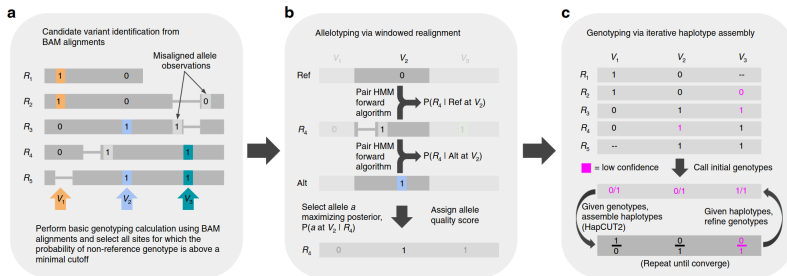 a
Candidate variant identification from
BAM alignments
Misaligned allele
observations
R1 1 0
R2 1 0 0
R3 0 1 1
R4 0 1 1
R5 1 1
V1 V2 V3
Perform basic genotyping calculation using BAM
alignments and select all sites for which the
probability of non-reference genotype is above a
minimal cutoff
b
Allelotyping via windowed realignment
V1 V2 V3
Ref 0
Pair HMM
forward
algorithm
P(R4 | Ref at V2)
R4 0 1 1
Pair HMM
forward
algorithm
P(R4 | Alt at V2)
Alt 1
Select allele a
maximizing posterior,
P(a at V2 | R4)
Assign allele
quality score
R4 0 1 1
c
Genotyping via iterative haplotype assembly
V1 V2 V3
R1 1 0 --
R2 1 0 0
R3 0 1 1
R4 0 1 1
R5 -- 1 1
= low confidence
Call initial genotypes
0/1 0/1 1/1
Given genotypes,
assemble haplotypes
(HapCUT2)
Given haplotypes,
refine genotypes
1 0 0
0 1 1
(Repeat until converge)